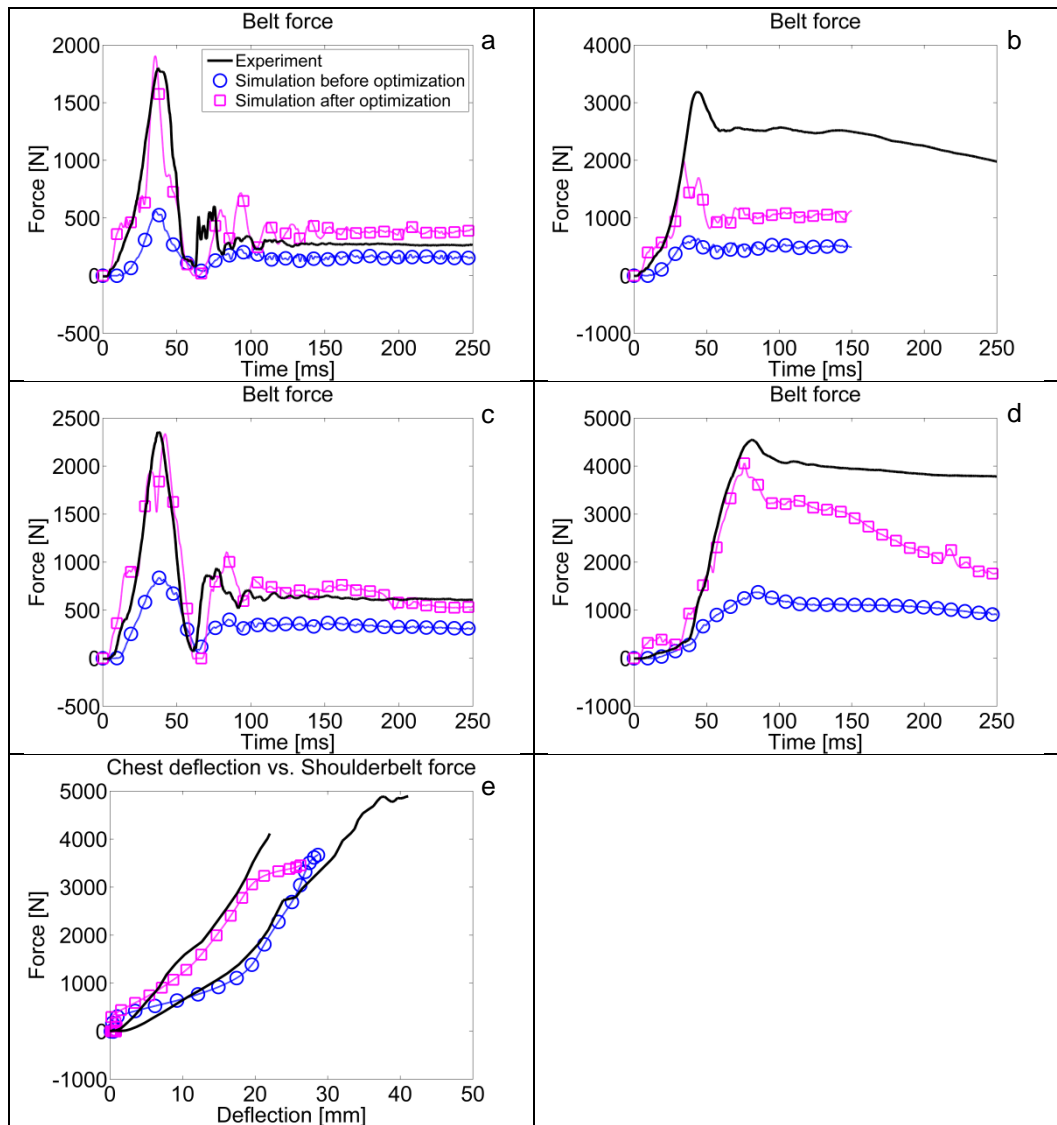 Belt force
a
2000
1500
1000
500
0
-500
Force [N]
Experiment
Simulation before optimization
Simulation after optimization
0 50 100 150 200 250
Time [ms]
Belt force
b
4000
3000
2000
1000
0
-1000
Force [N]
0 50 100 150 200 250
Time [ms]
Belt force
c
2500
2000
1500
1000
500
0
-500
Force [N]
0 50 100 150 200 250
Time [ms]
Belt force
d
5000
4000
3000
2000
1000
0
-1000
Force [N]
0 50 100 150 200 250
Time [ms]
Chest deflection vs. Shoulderbelt force
e
5000
4000
3000
2000
1000
0
-1000
Force [N]
0 10 20 30 40 50
Deflection [mm]